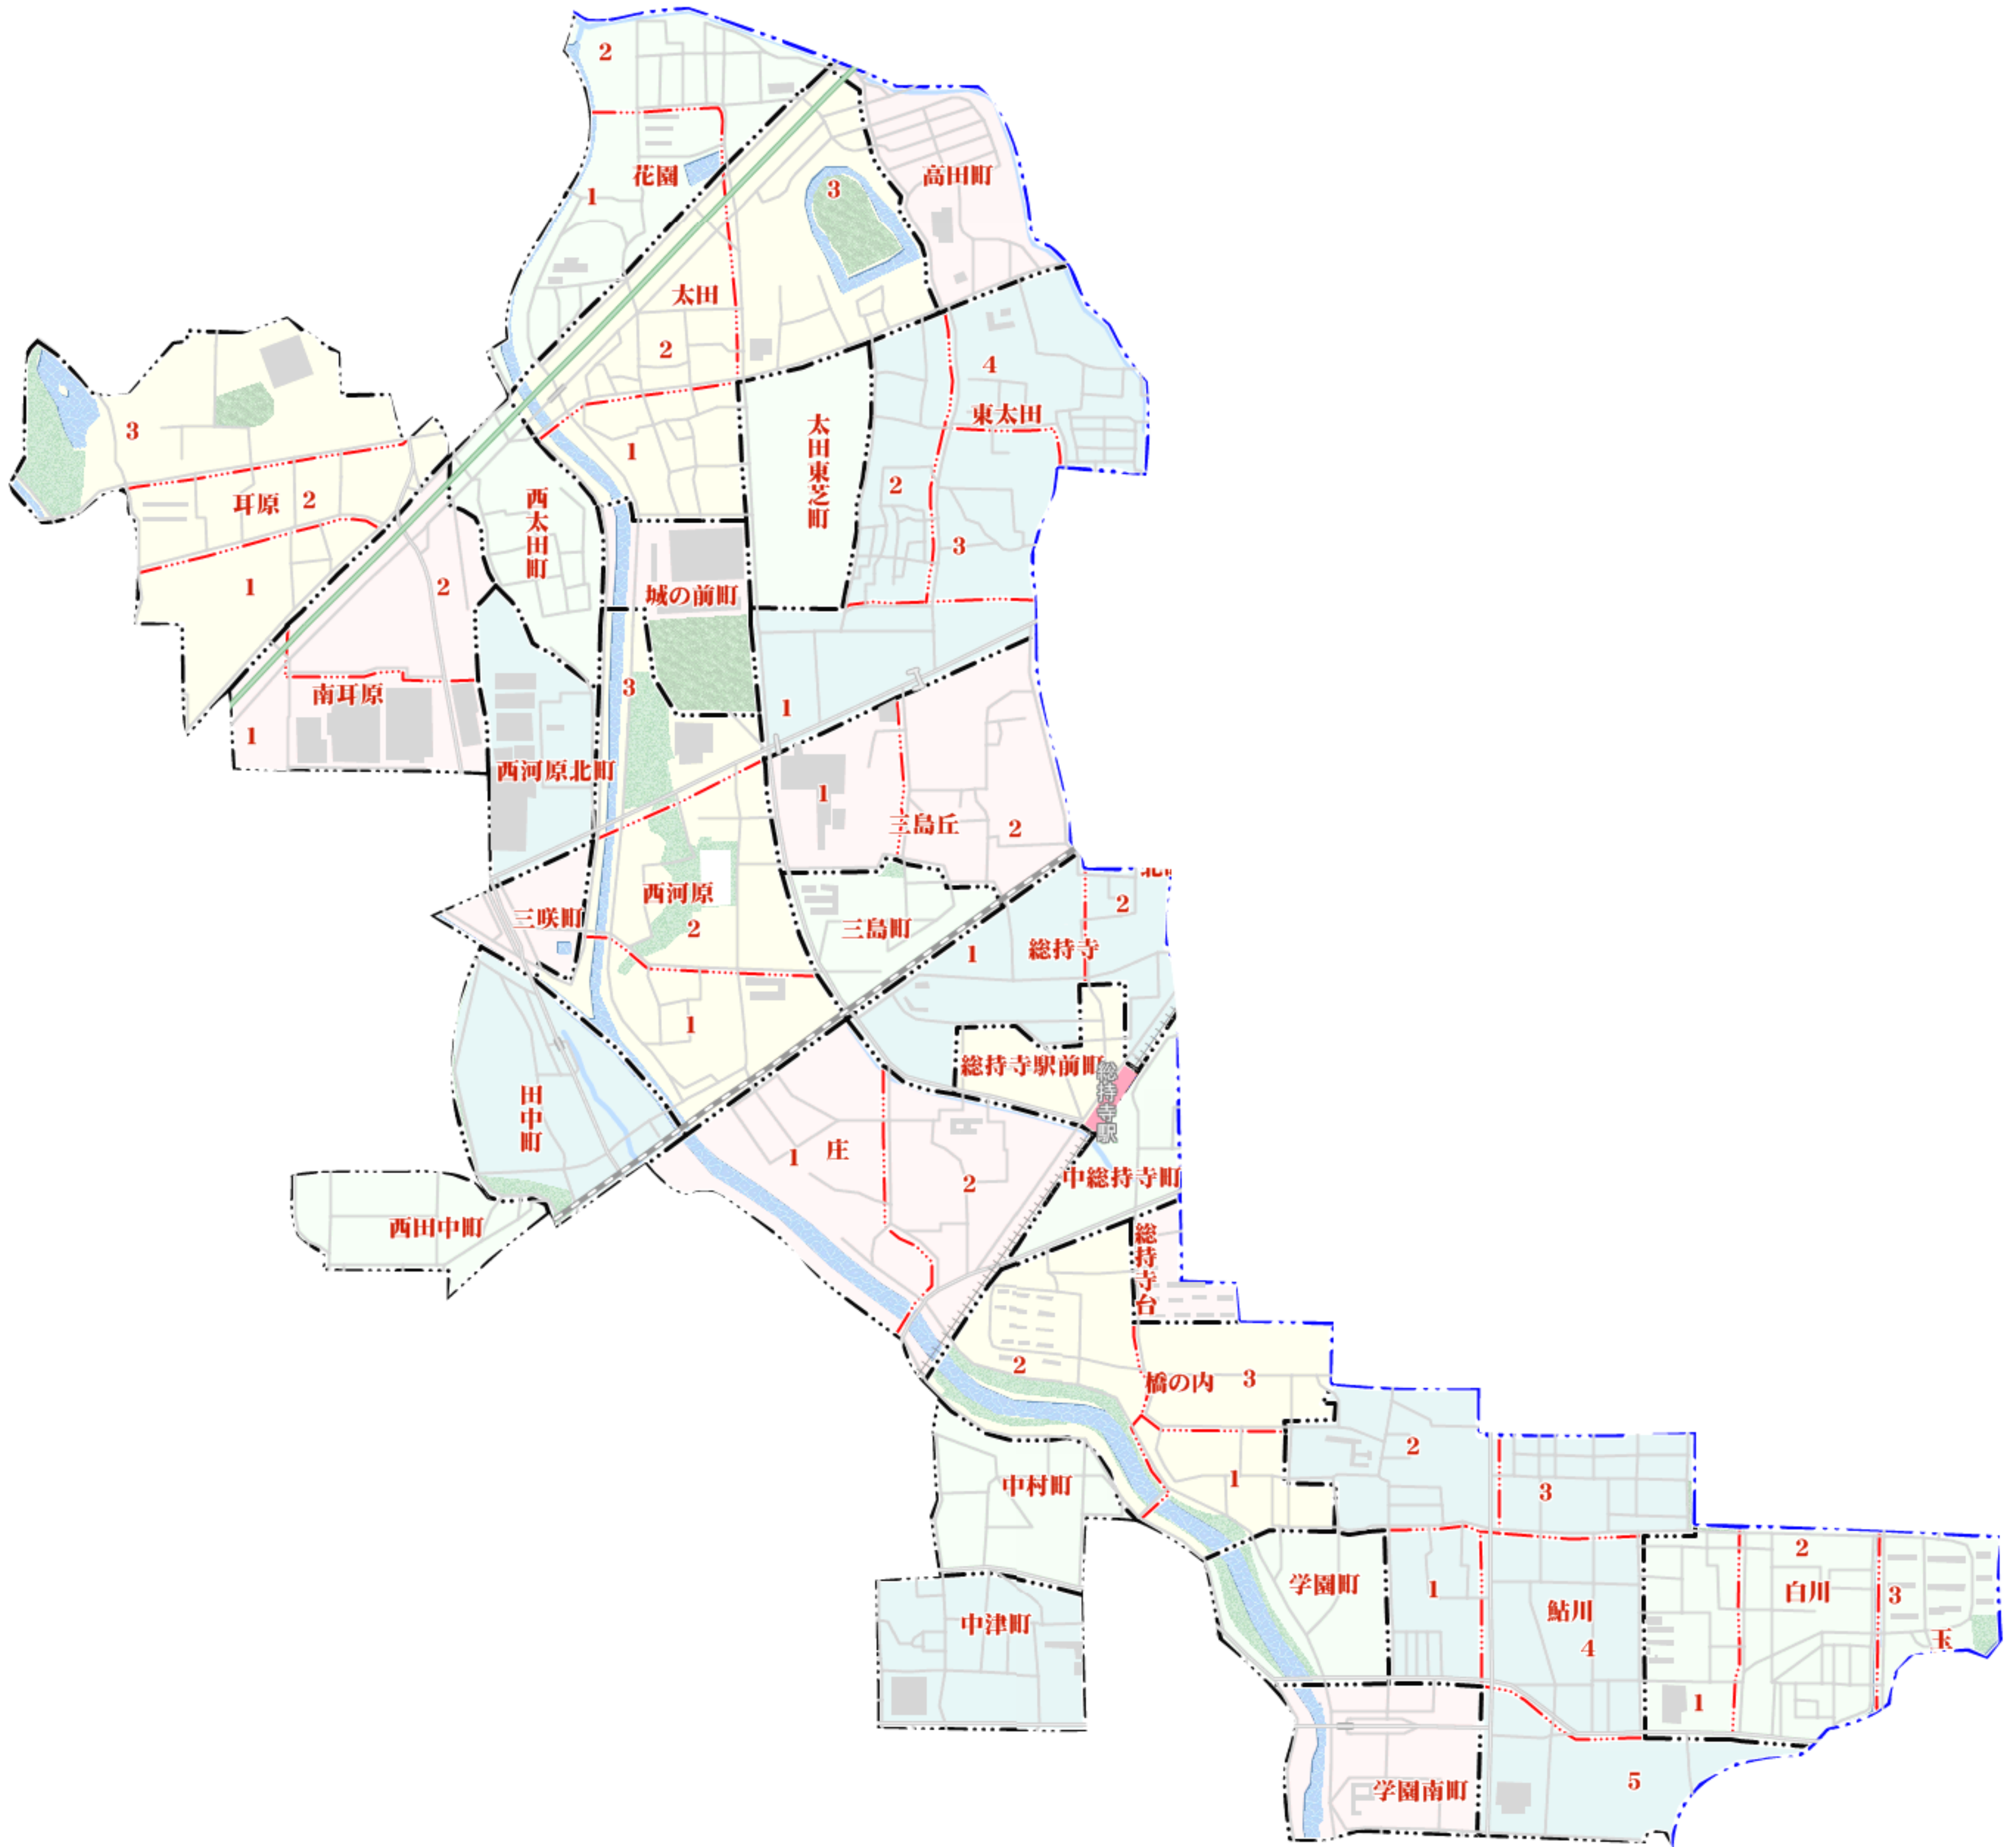 2
花園
1
高田町
3
太田
2
4
東太田
3
太田東芝町
1
2
耳原
2
西太田町
3
1
2
城の前町
南耳原
3
1
1
西河原北町
1
三島丘
2
西河原
2
三咲町
三島町
2
1
総持寺
1
総持寺駅前町
総持寺駅
田中町
1
庄
2
中総持寺町
西田中町
総持寺台
2
橋の内
3
2
1
中村町
3
2
学園町
1
鮎川
白川
3
中津町
4
玉
1
学園南町
5